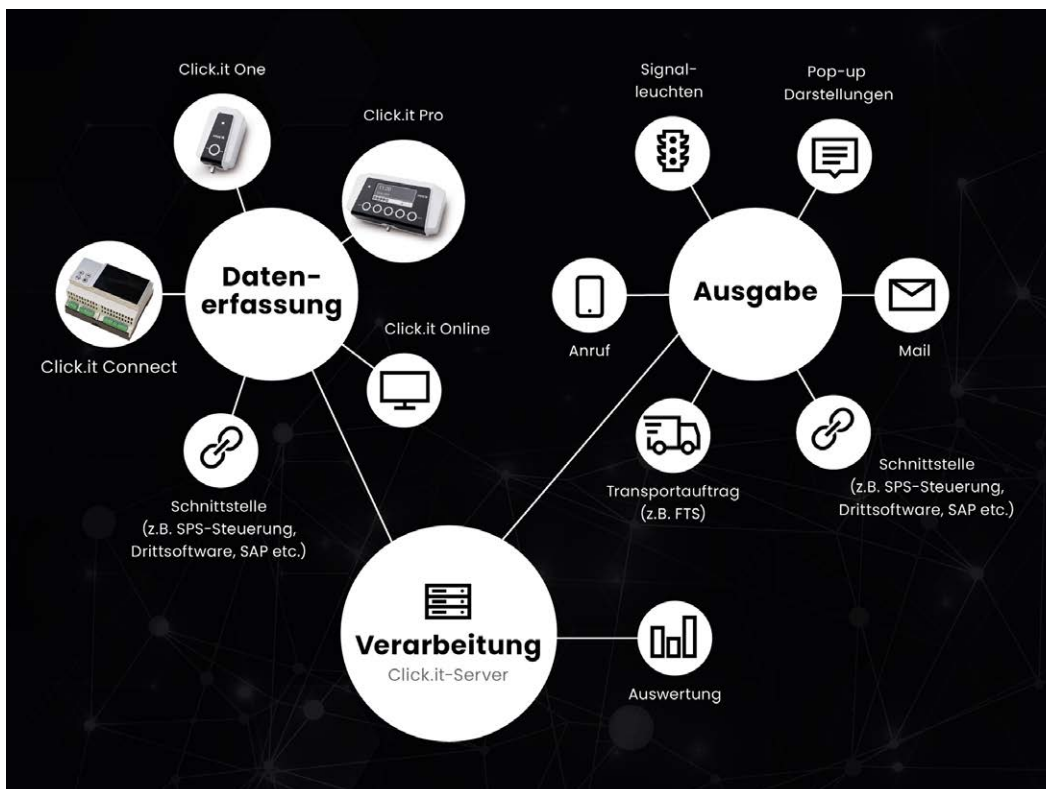 Click.it One
Click.it Pro
Daten-
erfassung
Click.it Connect
Click.it Online
Schnittstelle
(z.B. SPS-Steuerung,
Drittsoftware, SAP etc.)
Signal-
leuchten
Pop-up
Darstellungen
Ausgabe
Anruf
Mail
Transportauftrag
(z.B. FTS)
Schnittstelle
(z.B. SPS-Steuerung,
Drittsoftware, SAP etc.)
Verarbeitung
Click.it-Server
Auswertung